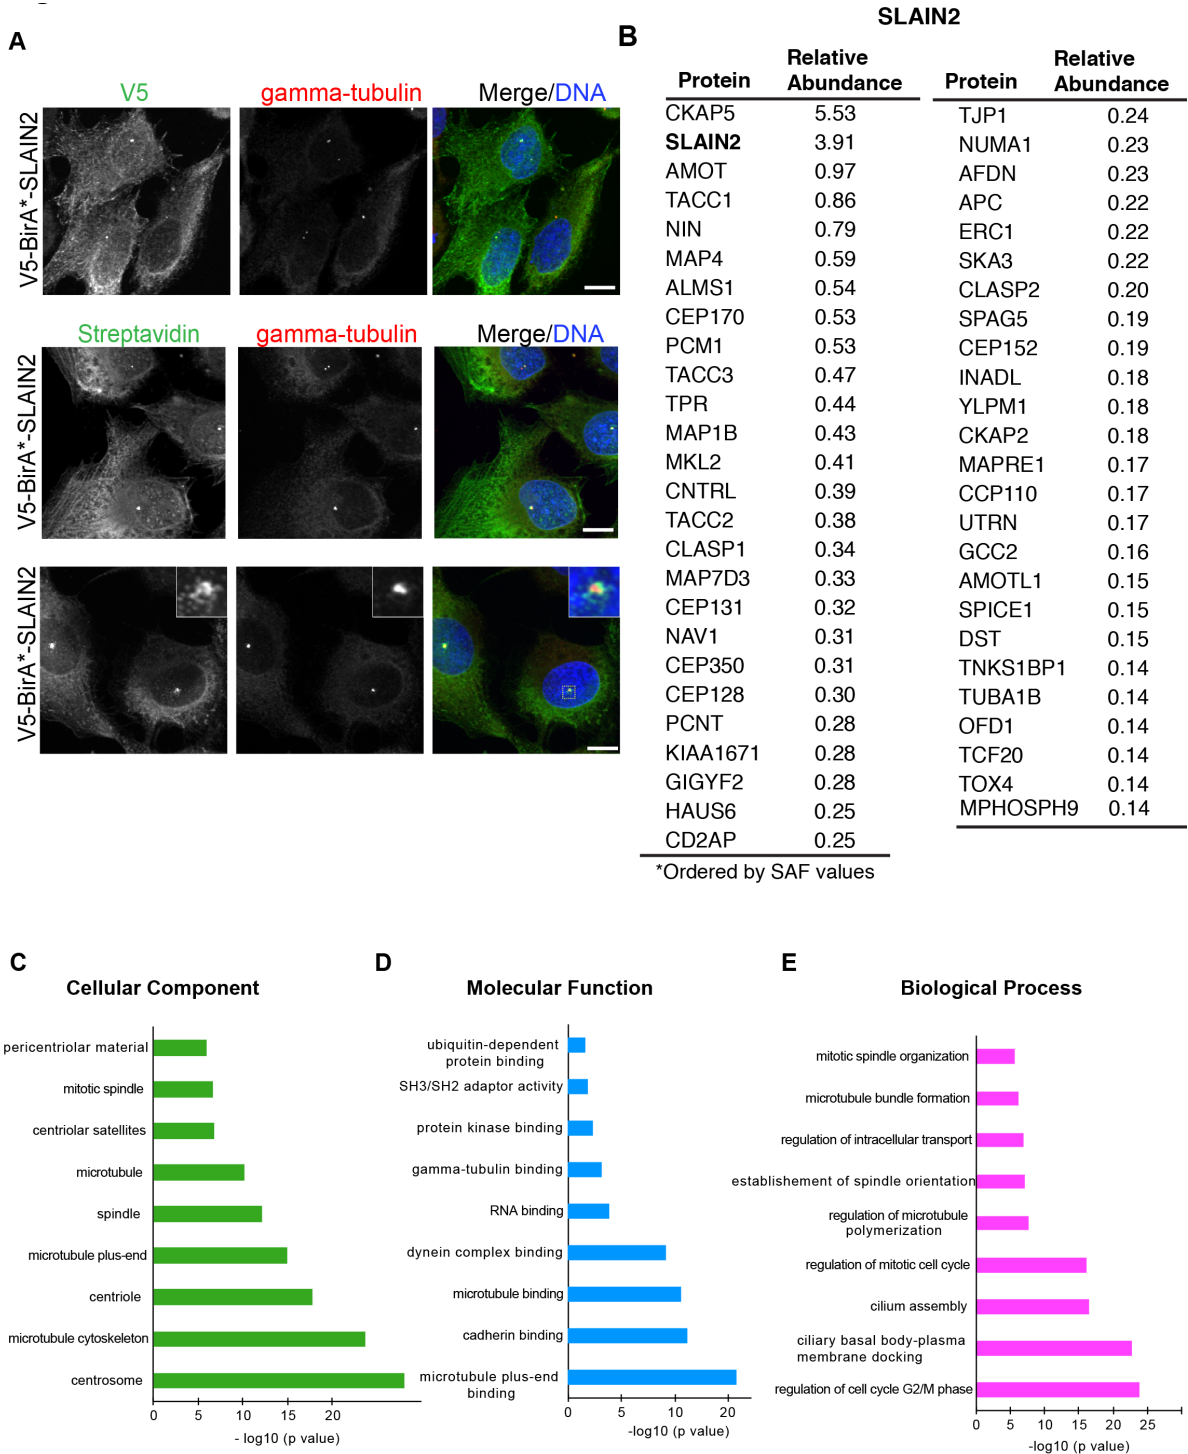 A
V5
gamma-tubulin
Merge/DNA
V5-BirA*-SLAIN2
Streptavidin
gamma-tubulin
Merge/DNA
V5-BirA*-SLAIN2
V5-BirA*-SLAIN2
B
SLAIN2
Protein Relative Abundance
CKAP5 5.53
SLAIN2 3.91
AMOT 0.97
TACC1 0.86
NIN 0.79
MAP4 0.59
ALMS1 0.54
CEP170 0.53
PCM1 0.53
TACC3 0.47
TPR 0.44
MAP1B 0.43
MKL2 0.41
CNTRL 0.39
TACC2 0.38
CLASP1 0.34
MAP7D3 0.33
CEP131 0.32
NAV1 0.31
CEP350 0.31
CEP128 0.30
PCNT 0.28
KIAA1671 0.28
GIGYF2 0.28
HAUS6 0.25
CD2AP 0.25
*Ordered by SAF values
Protein Relative Abundance
TJP1 0.24
NUMA1 0.23
AFDN 0.23
APC 0.22
ERC1 0.22
SKA3 0.22
CLASP2 0.20
SPAG5 0.19
CEP152 0.19
INADL 0.18
YLPM1 0.18
CKAP2 0.18
MAPRE1 0.17
CCP110 0.17
UTRN 0.17
GCC2 0.16
AMOTL1 0.15
SPICE1 0.15
DST 0.15
TNKS1BP1 0.14
TUBA1B 0.14
OFD1 0.14
TCF20 0.14
TOX4 0.14
MPHOSPH9 0.14
C
Cellular Component
pericentriolar material
mitotic spindle
centriolar satellites
microtubule
spindle
microtubule plus-end
centriole
microtubule cytoskeleton
centrosome
0 5 10 15 20
- log10 (p value)
D
Molecular Function
ubiquitin-dependent
protein binding
SH3/SH2 adaptor activity
protein kinase binding
gamma-tubulin binding
RNA binding
dynein complex binding
microtubule binding
cadherin binding
microtubule plus-end
binding
0 5 10 20
-log10 (p value)
E
Biological Process
mitotic spindle organization
microtubule bundle formation
regulation of intracellular transport
establishement of spindle orientation
regulation of microtubule
polymerization
regulation of mitotic cell cycle
cilium assembly
ciliary basal body-plasma
membrane docking
regulation of cell cycle G2/M phase
0 5 10 15 20 25
-log10 (p value)